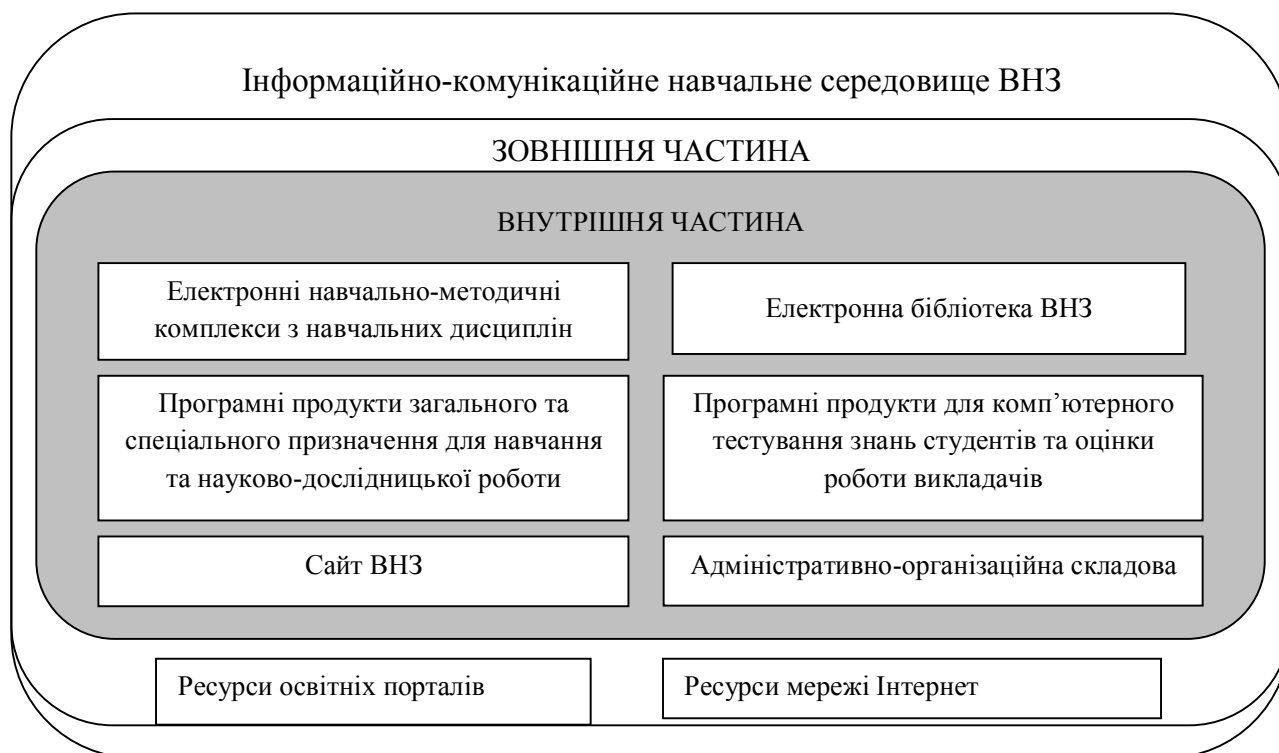 Інформаційно-комунікаційне навчальне середовище ВНЗ
ЗОВНІШНЯ ЧАСТИНА
ВНУТРІШНЯ ЧАСТИНА
Електронні навчально-методичні
комплекси з навчальних дисциплін
Електронна бібліотека ВНЗ
Програмні продукти загального та
спеціального призначення для навчання
та науково-дослідницької роботи
Програмні продукти для комп’ютерного
тестування знань студентів та оцінки
роботи викладачів
Сайт ВНЗ
Адміністративно-організаційна складова
Ресурси освітніх порталів
Ресурси мережі Інтернет